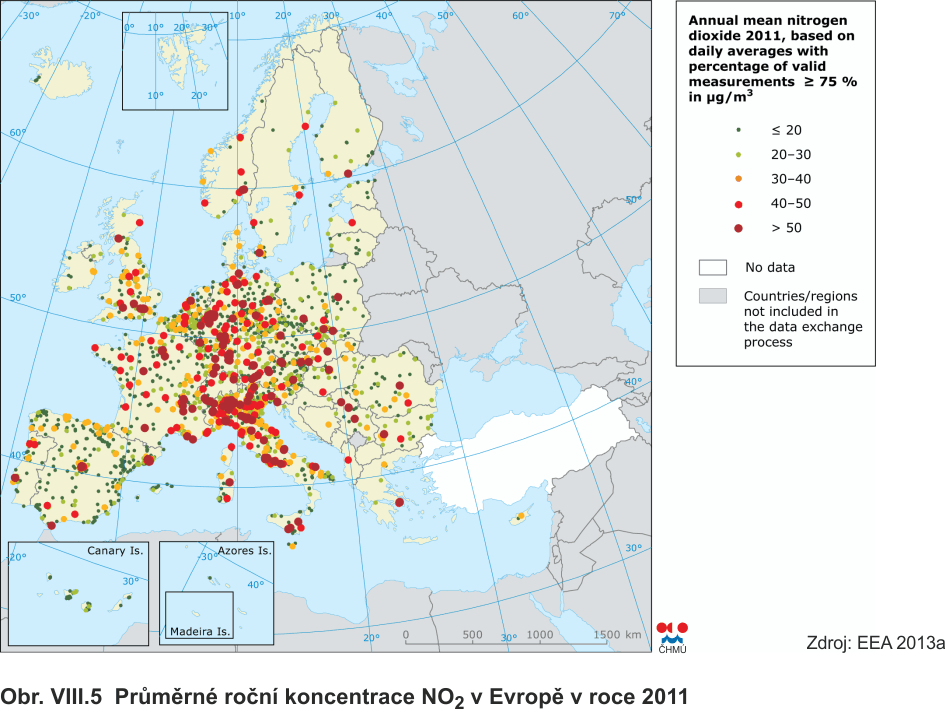 -30° -20° -10° 0° 10° 20° 30° 40° 50° 60° 70°
0° 10° 20° 30°
10° 20°
60°
50°
50°
40°
40°
30°
Canary Is.
-20°
30°
Azores Is.
-30°
40°
Madeira Is.
20°
30°
0 500 1000 1500 km
Annual mean nitrogen
dioxide 2011, based on
daily averages with
percentage of valid
measurements ≥ 75 %
in µg/m³
≤ 20
20–30
30–40
40–50
> 50
No data
Countries/regions
not included in
the data exchange
process
ČHMÚ
Zdroj: EEA 2013a
Obr. VIII.5 Průměrné roční koncentrace NO₂ v Evropě v roce 2011